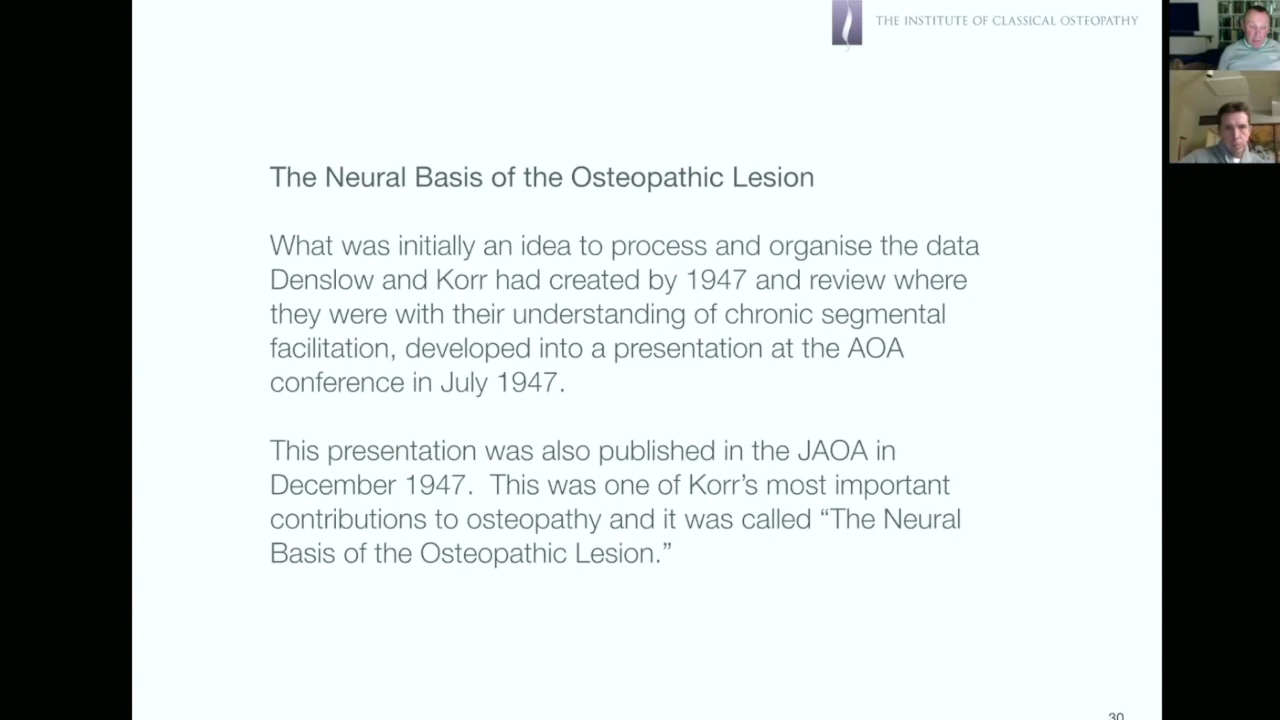 THE INSTITUTE OF CLASSICAL OSTEOPATHY
The Neural Basis of the Osteopathic Lesion
What was initially an idea to process and organise the data
Denslow and Korr had created by 1947 and review where
they were with their understanding of chronic segmental
facilitation, developed into a presentation at the AOA
conference in July 1947.
This presentation was also published in the JAOA in
December 1947.  This was one of Korr’s most important
contributions to osteopathy and it was called “The Neural
Basis of the Osteopathic Lesion.”
30